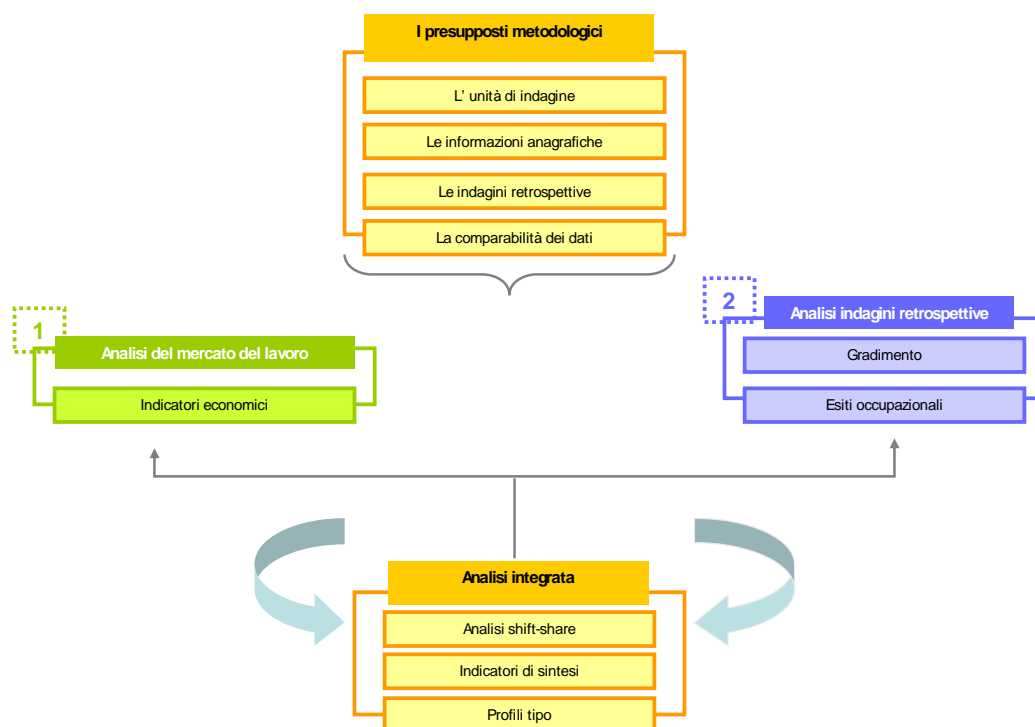 I presupposti metodologici
L' unità di indagine
Le informazioni anagrafiche
Le indagini retrospettive
La comparabilità dei dati
1
Analisi del mercato del lavoro
Indicatori economici
2
Analisi indagini retrospettive
Gradimento
Esiti occupazionali
Analisi integrata
Analisi shift-share
Indicatori di sintesi
Profili tipo